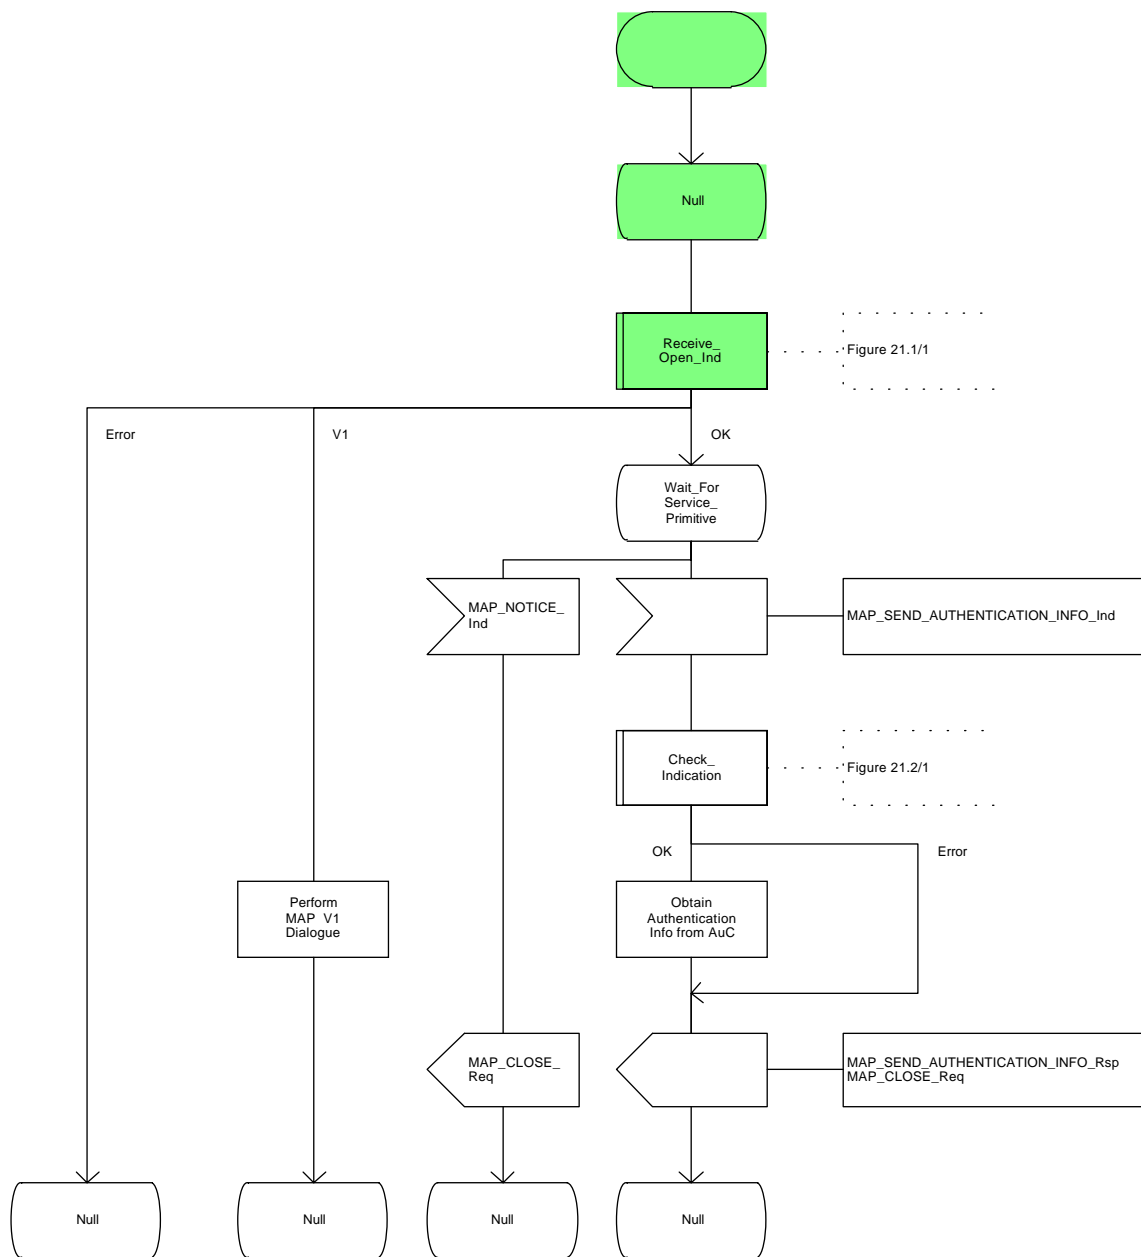 Null
Receive_
Open_Ind
Figure 21.1/1
Error
V1
OK
Wait_For
Service_
Primitive
MAP_NOTICE_
Ind
MAP_SEND_AUTHENTICATION_INFO_Ind
Check_
Indication
Figure 21.2/1
OK
Error
Perform
MAP V1
Dialogue
Obtain
Authentication
Info from AuC
MAP_CLOSE_
Req
MAP_SEND_AUTHENTICATION_INFO_Rsp
MAP_CLOSE_Req
Null
Null
Null
Null